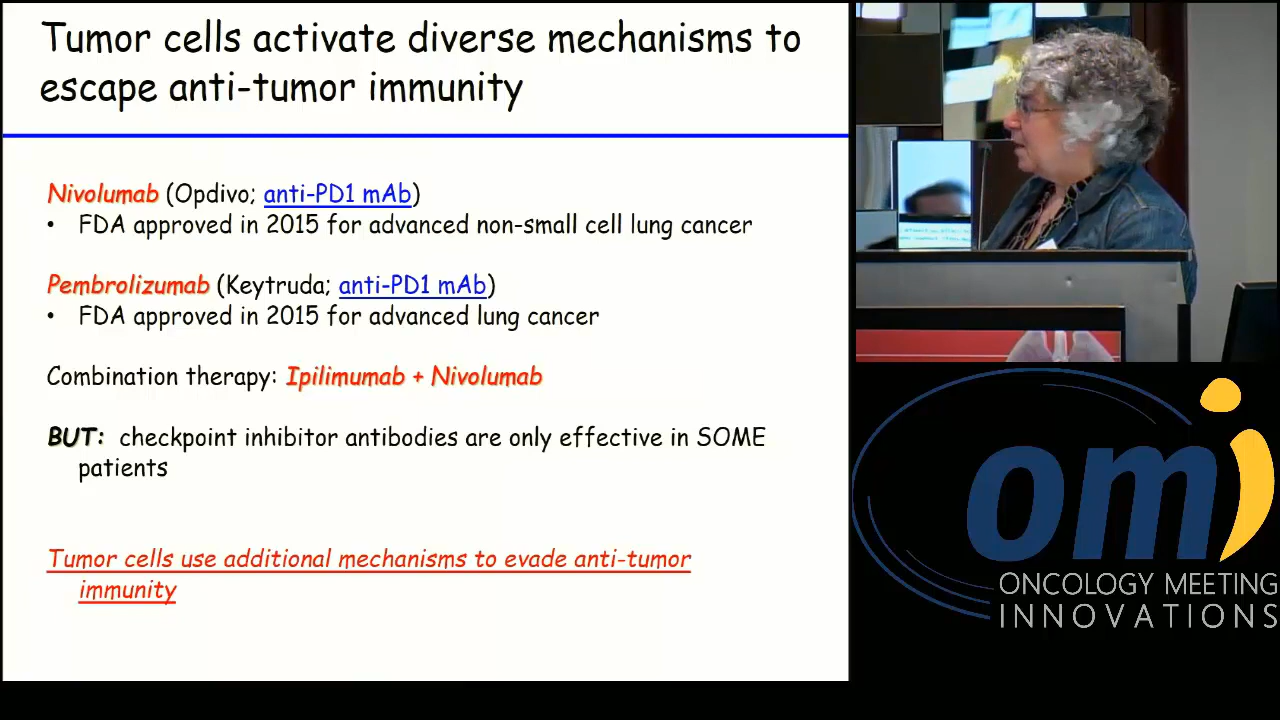 Tumor cells activate diverse mechanisms to
escape anti-tumor immunity
Nivolumab (Opdivo; anti-PD1 mAb)
• FDA approved in 2015 for advanced non-small cell lung cancer
Pembrolizumab (Keytruda; anti-PD1 mAb)
• FDA approved in 2015 for advanced lung cancer
Combination therapy: Ipilimumab + Nivolumab
BUT: checkpoint inhibitor antibodies are only effective in SOME
patients
Tumor cells use additional mechanisms to evade anti-tumor
immunity
omi
ONCOLOGY MEETING
INNOVATIONS